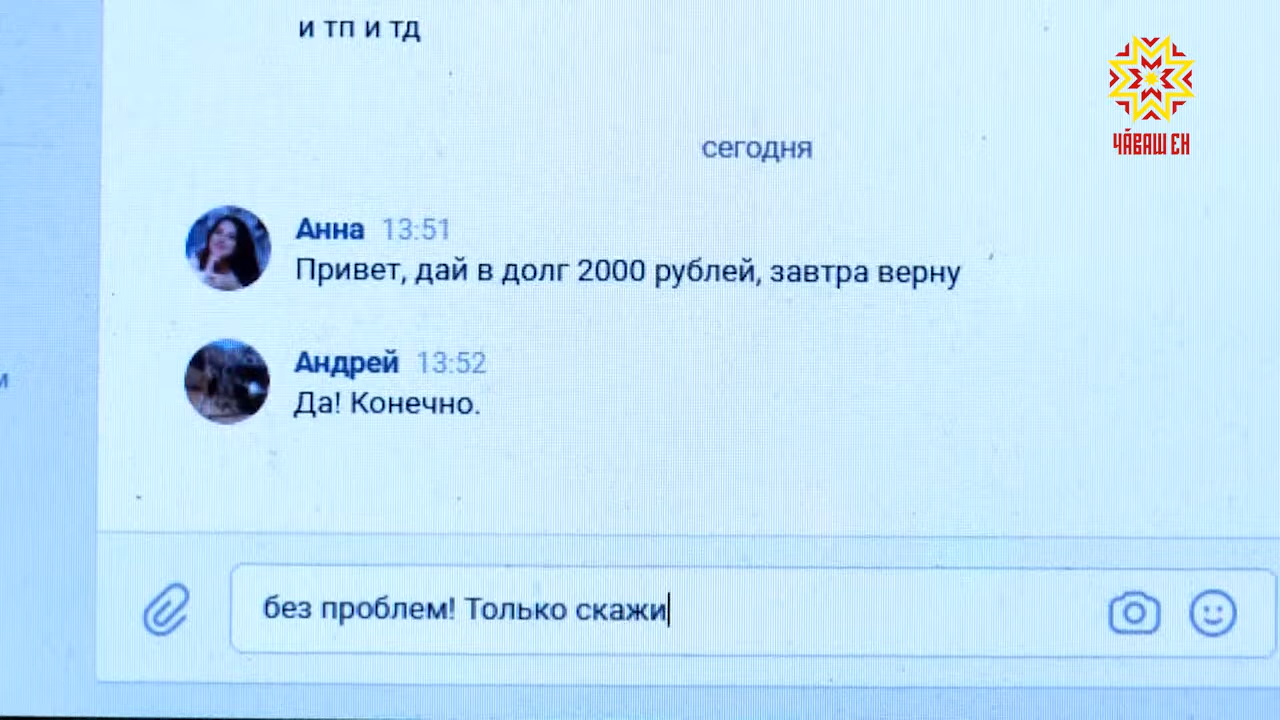 и тп и тд
ЧӐВАШ ЕН
сегодня
Анна 13:51
Привет, дай в долг 2000 рублей, завтра верну
Андрей 13:52
Да! Конечно.
без проблем! Только скажи